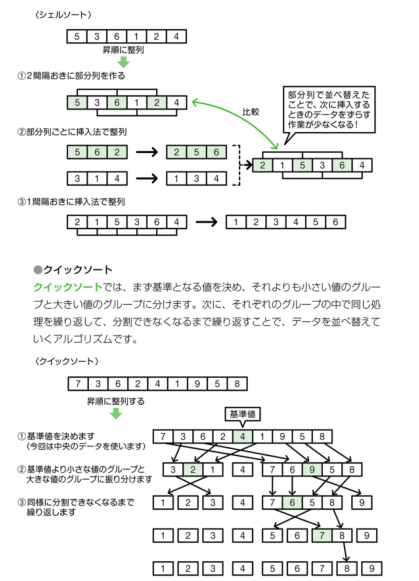 〈シェルソート〉
5 3 6 1 2 4
昇順に整列
①2間隔おきに部分列を作る
5 3 6 1 2 4
比較
部分列で並べ替えた
ことで、次に挿入する
ときのデータをずらす
作業が少なくなる！
②部分列ごとに挿入法で整列
5 6 2 2 5 6
3 1 4 1 3 4
2 1 5 3 6 4
③1間隔おきに挿入法で整列
2 1 5 3 6 4 1 2 3 4 5 6
●クイックソート
クイックソートでは、まず基準となる値を決め、それよりも小さい値のグルー
プと大きい値のグループに分けます。次に、それぞれのグループの中で同じ処
理を繰り返して、分割できなくなるまで繰り返すことで、データを並べ替えて
いくアルゴリズムです。
〈クイックソート〉
7 3 6 2 4 1 9 5 8
昇順に整列する
基準値
①基準値を決めます
（今回は中央のデータを使います）
7 3 6 2 4 1 9 5 8
②基準値より小さな値のグループと
大きな値のグループに振り分けます
3 2 1 4 7 6 9 5 8
③同様に分割できなくなるまで
繰り返します
1 2 3 4 7 6 5 8 9
1 2 3 4 5 6 7 8 9
1 2 3 4 5 6 7 8 9